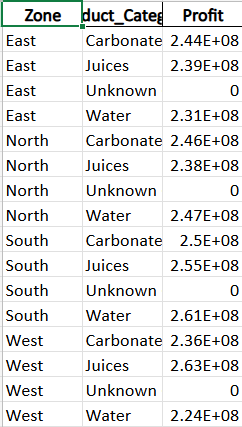 Zone duct_Categ Profit
East Carbonate 2.44E+08
East Juices 2.39E+08
East Unknown 0
East Water 2.31E+08
North Carbonate 2.46E+08
North Juices 2.38E+08
North Unknown 0
North Water 2.47E+08
South Carbonate 2.5E+08
South Juices 2.55E+08
South Unknown 0
South Water 2.61E+08
West Carbonate 2.36E+08
West Juices 2.63E+08
West Unknown 0
West Water 2.24E+08